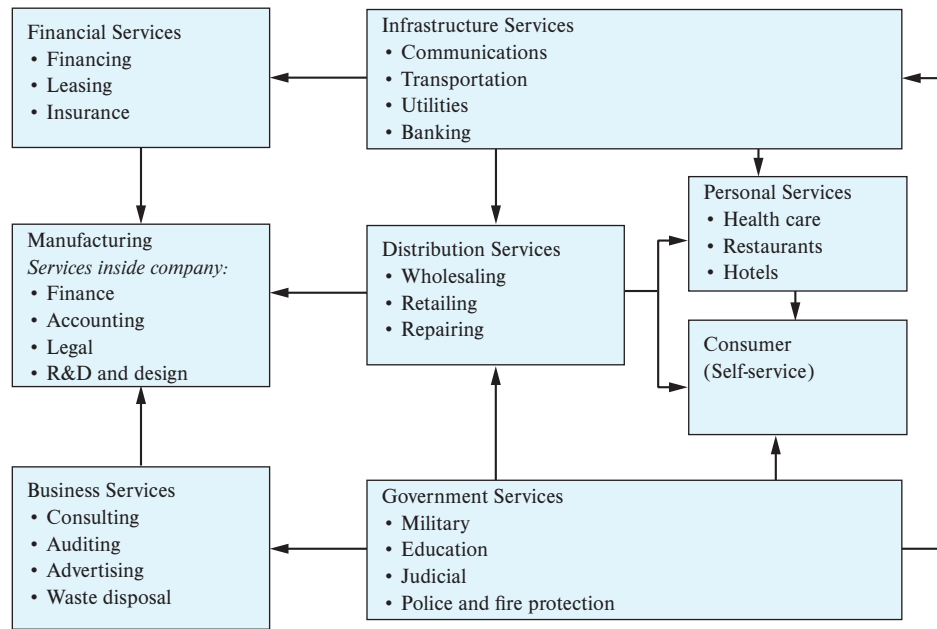 Financial Services
• Financing
• Leasing
• Insurance
Infrastructure Services
• Communications
• Transportation
• Utilities
• Banking
Personal Services
• Health care
• Restaurants
• Hotels
Manufacturing
Services inside company:
• Finance
• Accounting
• Legal
• R&D and design
Distribution Services
• Wholesaling
• Retailing
• Repairing
Consumer
(Self-service)
Business Services
• Consulting
• Auditing
• Advertising
• Waste disposal
Government Services
• Military
• Education
• Judicial
• Police and fire protection